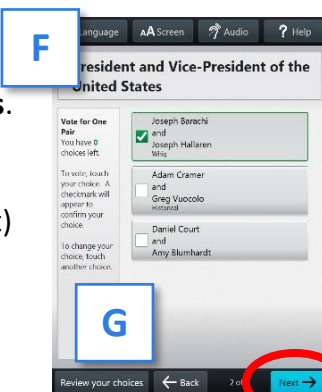 F
Language AA Screen Audio ? Help
President and Vice-President of the
United States
s.
Vote for One
Pair
You have 0
choices left.
To vote, touch
your choice. A
checkmark will
appear to
confirm your
choice.
To change your
choice, touch
another choice.
Joseph Barachi
and
Joseph Hallaren
Whig
Adam Cramer
and
Greg Vuocolo
Historical
Daniel Court
and
Amy Blumhardt
)
G
Review your choices ← Back 2 of Next →